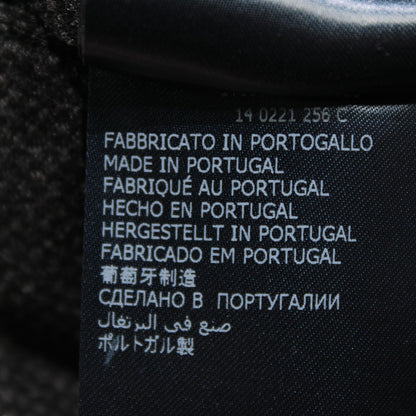 14 0221 256 C
FABBRICATO IN PORTOGALLO
MADE IN PORTUGAL
FABRIQUÉ AU PORTUGAL
HECHO EN PORTUGAL
HERGESTELLT IN PORTUGAL
FABRICADO EM PORTUGAL
葡萄牙制造
СДЕЛАНО В ПОРТУГАЛИИ
صنع في البرتغال
ポルトガル製